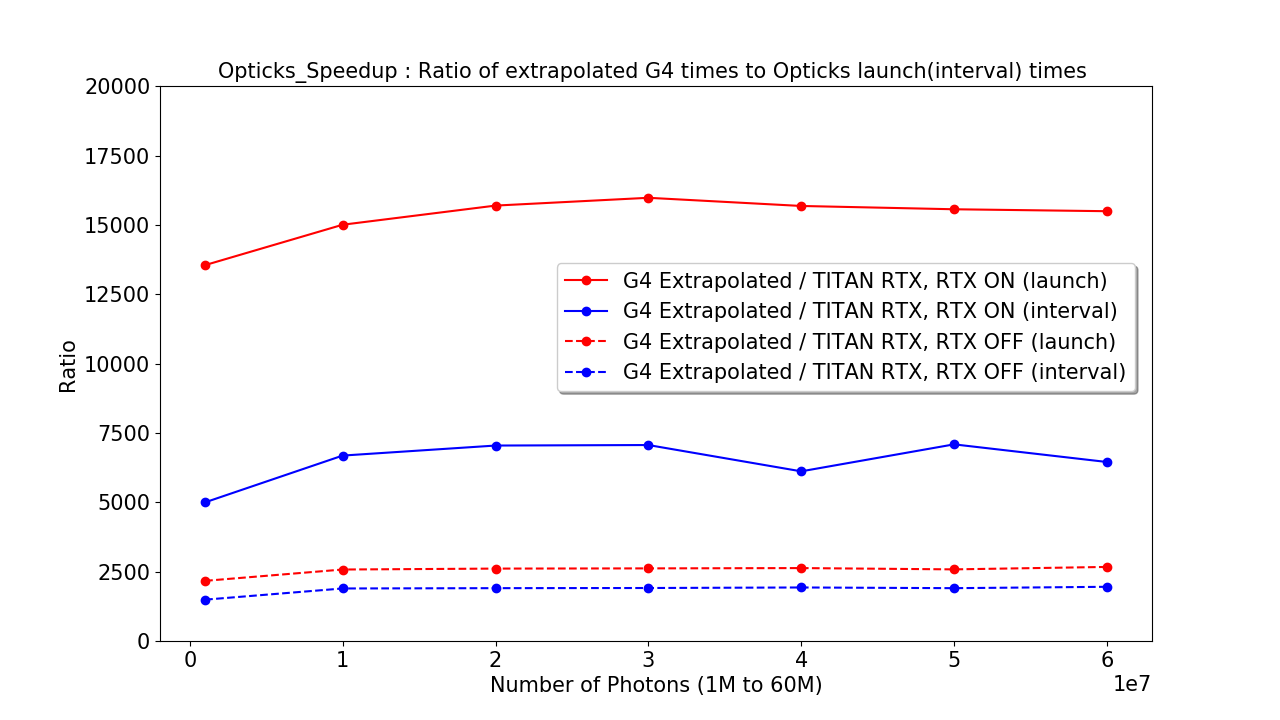 Opticks_Speedup : Ratio of extrapolated G4 times to Opticks launch(interval) times
20000
17500
15000
12500
10000
7500
5000
2500
0
Ratio
G4 Extrapolated / TITAN RTX, RTX ON (launch)
G4 Extrapolated / TITAN RTX, RTX ON (interval)
G4 Extrapolated / TITAN RTX, RTX OFF (launch)
G4 Extrapolated / TITAN RTX, RTX OFF (interval)
0 1 2 3 4 5 6
1e7
Number of Photons (1M to 60M)